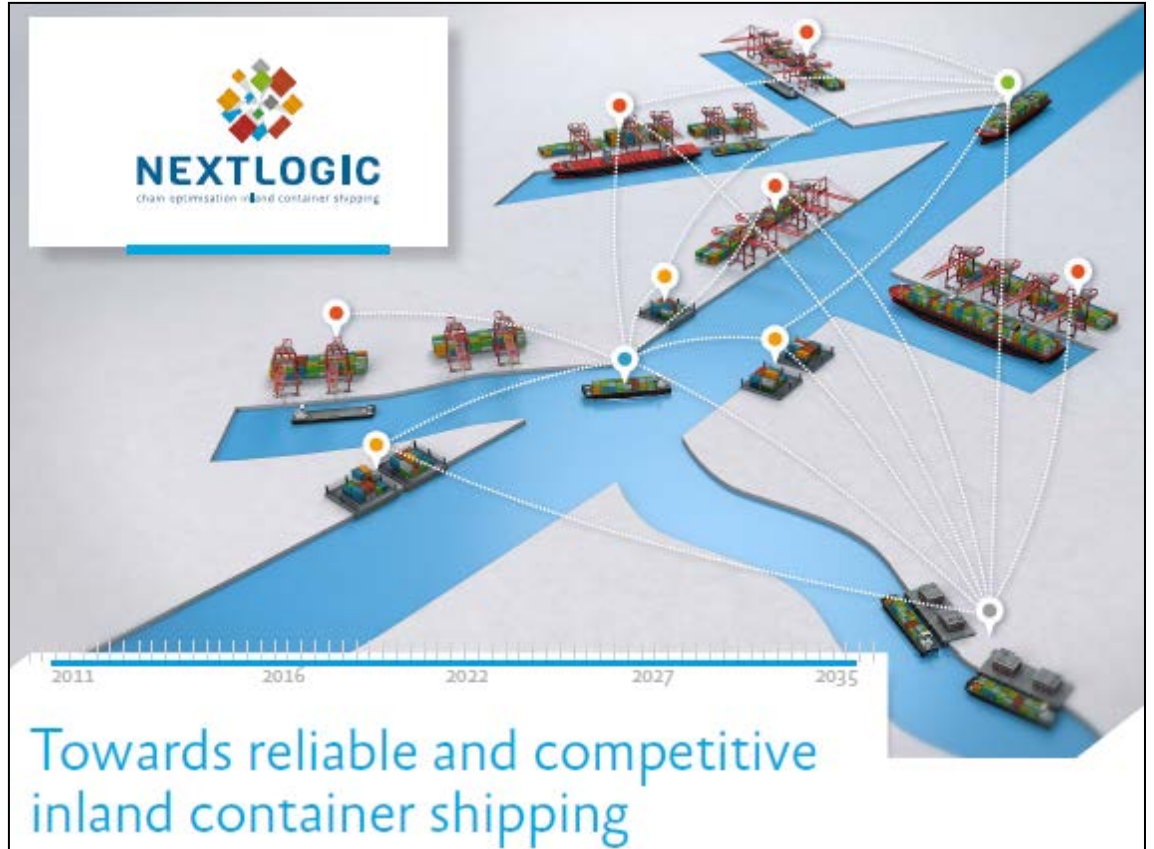 NEXTLOGIC
chain optimisation inland container shipping
2011 2016 2022 2027 2035
Towards reliable and competitive
inland container shipping